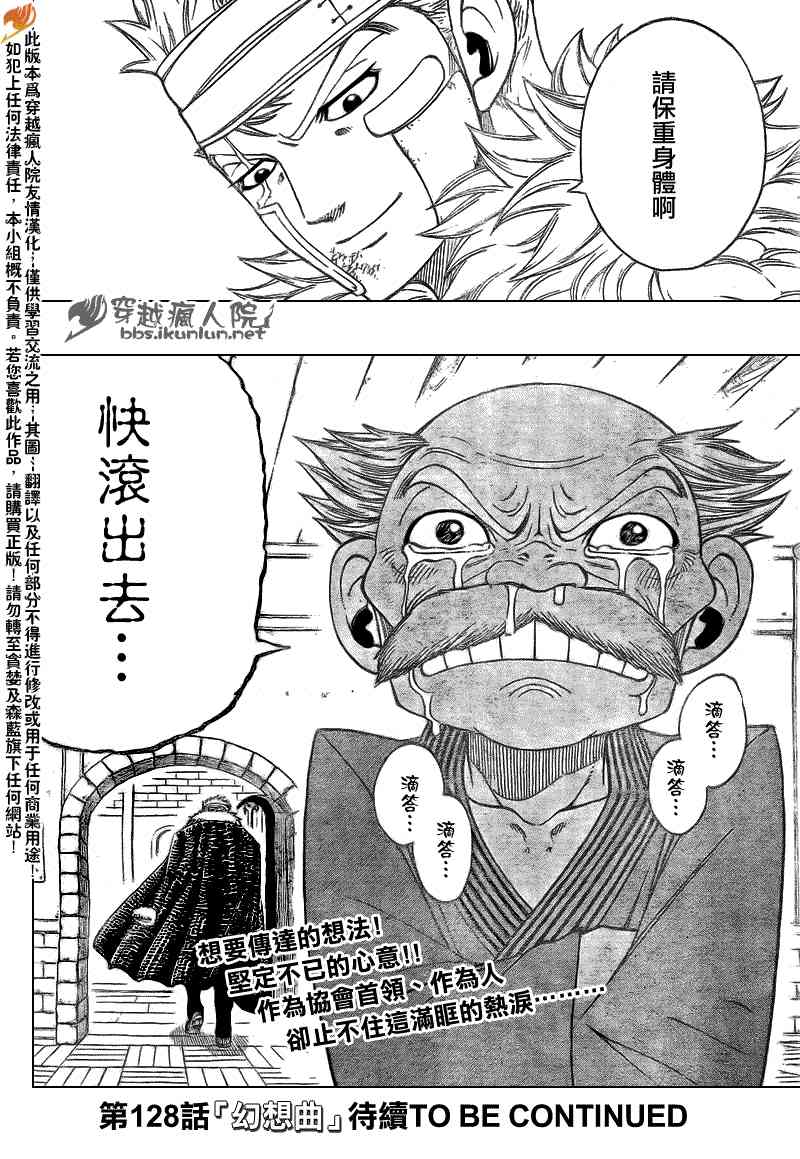 請保重身體啊
快滾出去…
滴答…
滴答…
滴答…
滴答…
想要傳達的想法!
堅定不已的心意!!
作為協會首領、作為人
卻止不住這滿眶的熱淚………
第128話「幻想曲」待續TO BE CONTINUED
穿越瘋人院
bbs.ikunlun.net
此版本爲穿越瘋人院友情漢化~僅供學習交流之用~其圖~翻譯以及任何部分不得進行修改或用于任何商業用途!
如犯上任何法律責任，本小組概不負責。若您喜歡此作品，請購買正版！請勿轉至貪婪及森藍旗下任何網站！